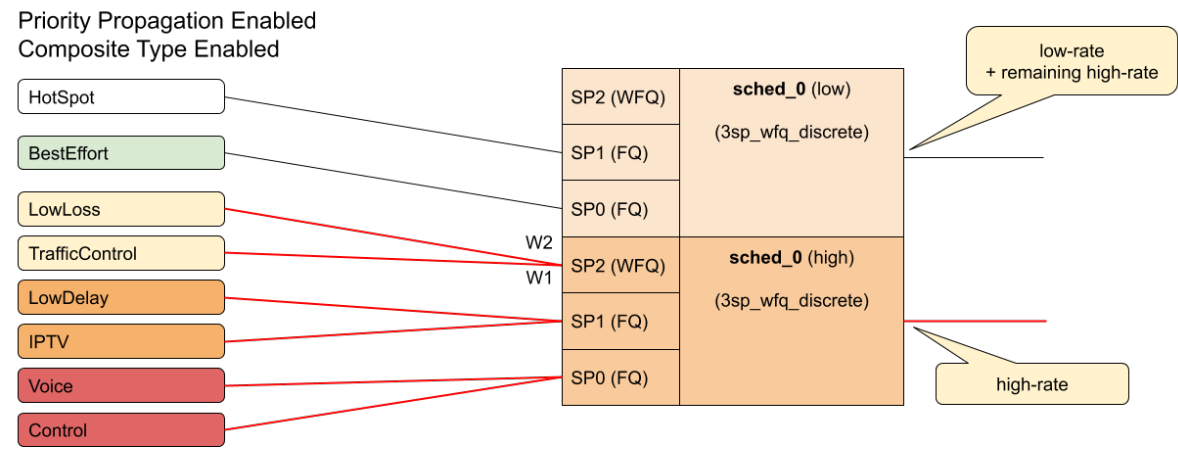 Priority Propagation Enabled
Composite Type Enabled
HotSpot
BestEffort
LowLoss
TrafficControl
LowDelay
IPTV
Voice
Control
W2
W1
SP2 (WFQ)
SP1 (FQ)
SP0 (FQ)
SP2 (WFQ)
SP1 (FQ)
SP0 (FQ)
sched_0 (low)
(3sp_wfq_discrete)
sched_0 (high)
(3sp_wfq_discrete)
low-rate
+ remaining high-rate
high-rate